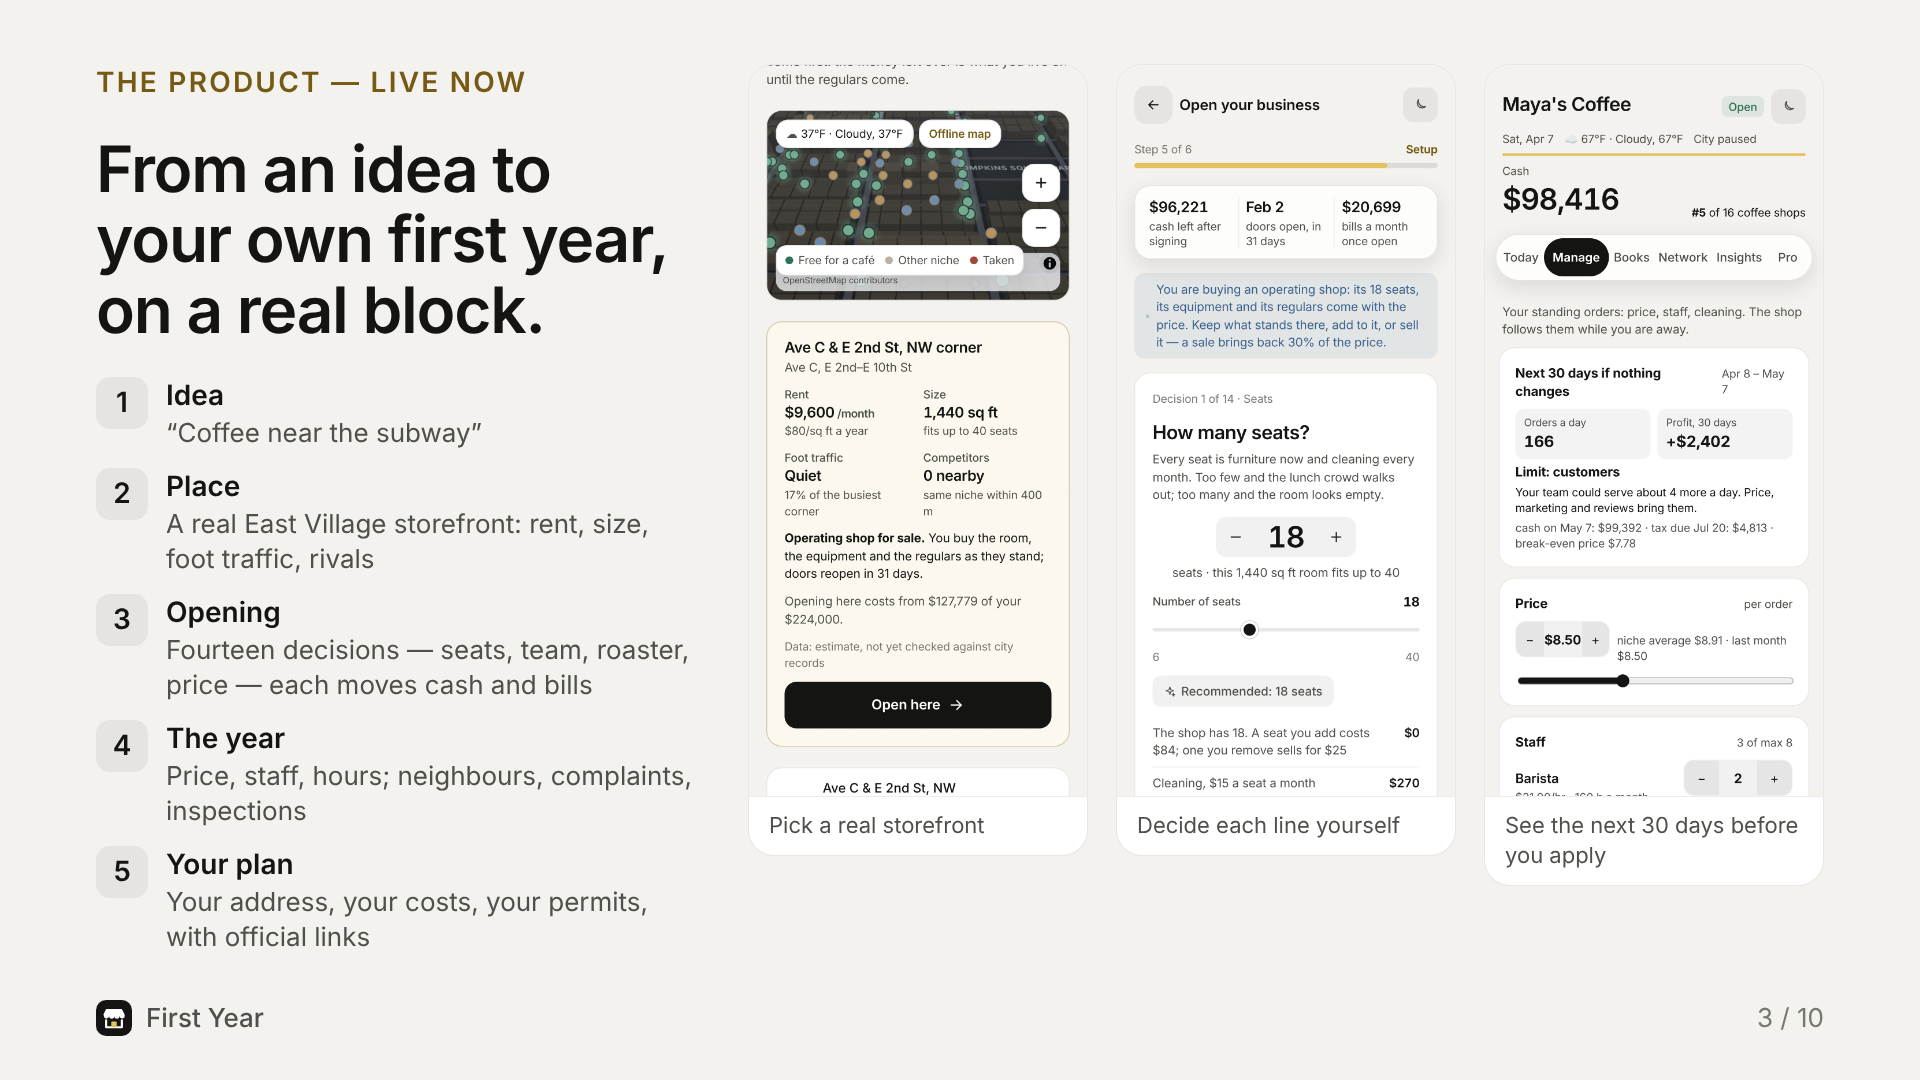 THE PRODUCT — LIVE NOW
From an idea to
your own first year,
on a real block.
1
Idea
“Coffee near the subway”
2
Place
A real East Village storefront: rent, size,
foot traffic, rivals
3
Opening
Fourteen decisions — seats, team, roaster,
price — each moves cash and bills
4
The year
Price, staff, hours; neighbours, complaints,
inspections
5
Your plan
Your address, your costs, your permits,
with official links
until the regulars come.
37°F · Cloudy, 37°F
Offline map
+
−
Free for a café
Other niche
Taken
OpenStreetMap contributors
Ave C & E 2nd St, NW corner
Ave C, E 2nd–E 10th St
Rent
Size
$9,600 /month
1,440 sq ft
$80/sq ft a year
fits up to 40 seats
Foot traffic
Competitors
Quiet
0 nearby
17% of the busiest
corner
same niche within 400
m
Operating shop for sale. You buy the room,
the equipment and the regulars as they stand;
doors reopen in 31 days.
Opening here costs from $127,779 of your
$224,000.
Data: estimate, not yet checked against city
records
Open here →
Ave C & E 2nd St, NW
Pick a real storefront
← Open your business
Step 5 of 6
Setup
$96,221
cash left after
signing
Feb 2
doors open, in
31 days
$20,699
bills a month
once open
You are buying an operating shop: its 18 seats,
its equipment and its regulars come with the
price. Keep what stands there, add to it, or sell
it — a sale brings back 30% of the price.
Decision 1 of 14 · Seats
How many seats?
Every seat is furniture now and cleaning every
month. Too few and the lunch crowd walks
out; too many and the room looks empty.
− 18 +
seats · this 1,440 sq ft room fits up to 40
Number of seats
18
6
40
Recommended: 18 seats
The shop has 18. A seat you add costs
$84; one you remove sells for $25
$0
Cleaning, $15 a seat a month
$270
Decide each line yourself
Maya's Coffee
Open
Sat, Apr 7
67°F · Cloudy, 67°F
City paused
Cash
$98,416
#5 of 16 coffee shops
Today
Manage
Books
Network
Insights
Pro
Your standing orders: price, staff, cleaning. The shop
follows them while you are away.
Next 30 days if nothing
changes
Apr 8 – May
7
Orders a day
166
Profit, 30 days
+$2,402
Limit: customers
Your team could serve about 4 more a day. Price,
marketing and reviews bring them.
cash on May 7: $99,392 · tax due Jul 20: $4,813 ·
break-even price $7.78
Price
per order
− $8.50 +
niche average $8.91 · last month
$8.50
Staff
3 of max 8
Barista
− 2 +
See the next 30 days before
you apply
First Year
3 / 10